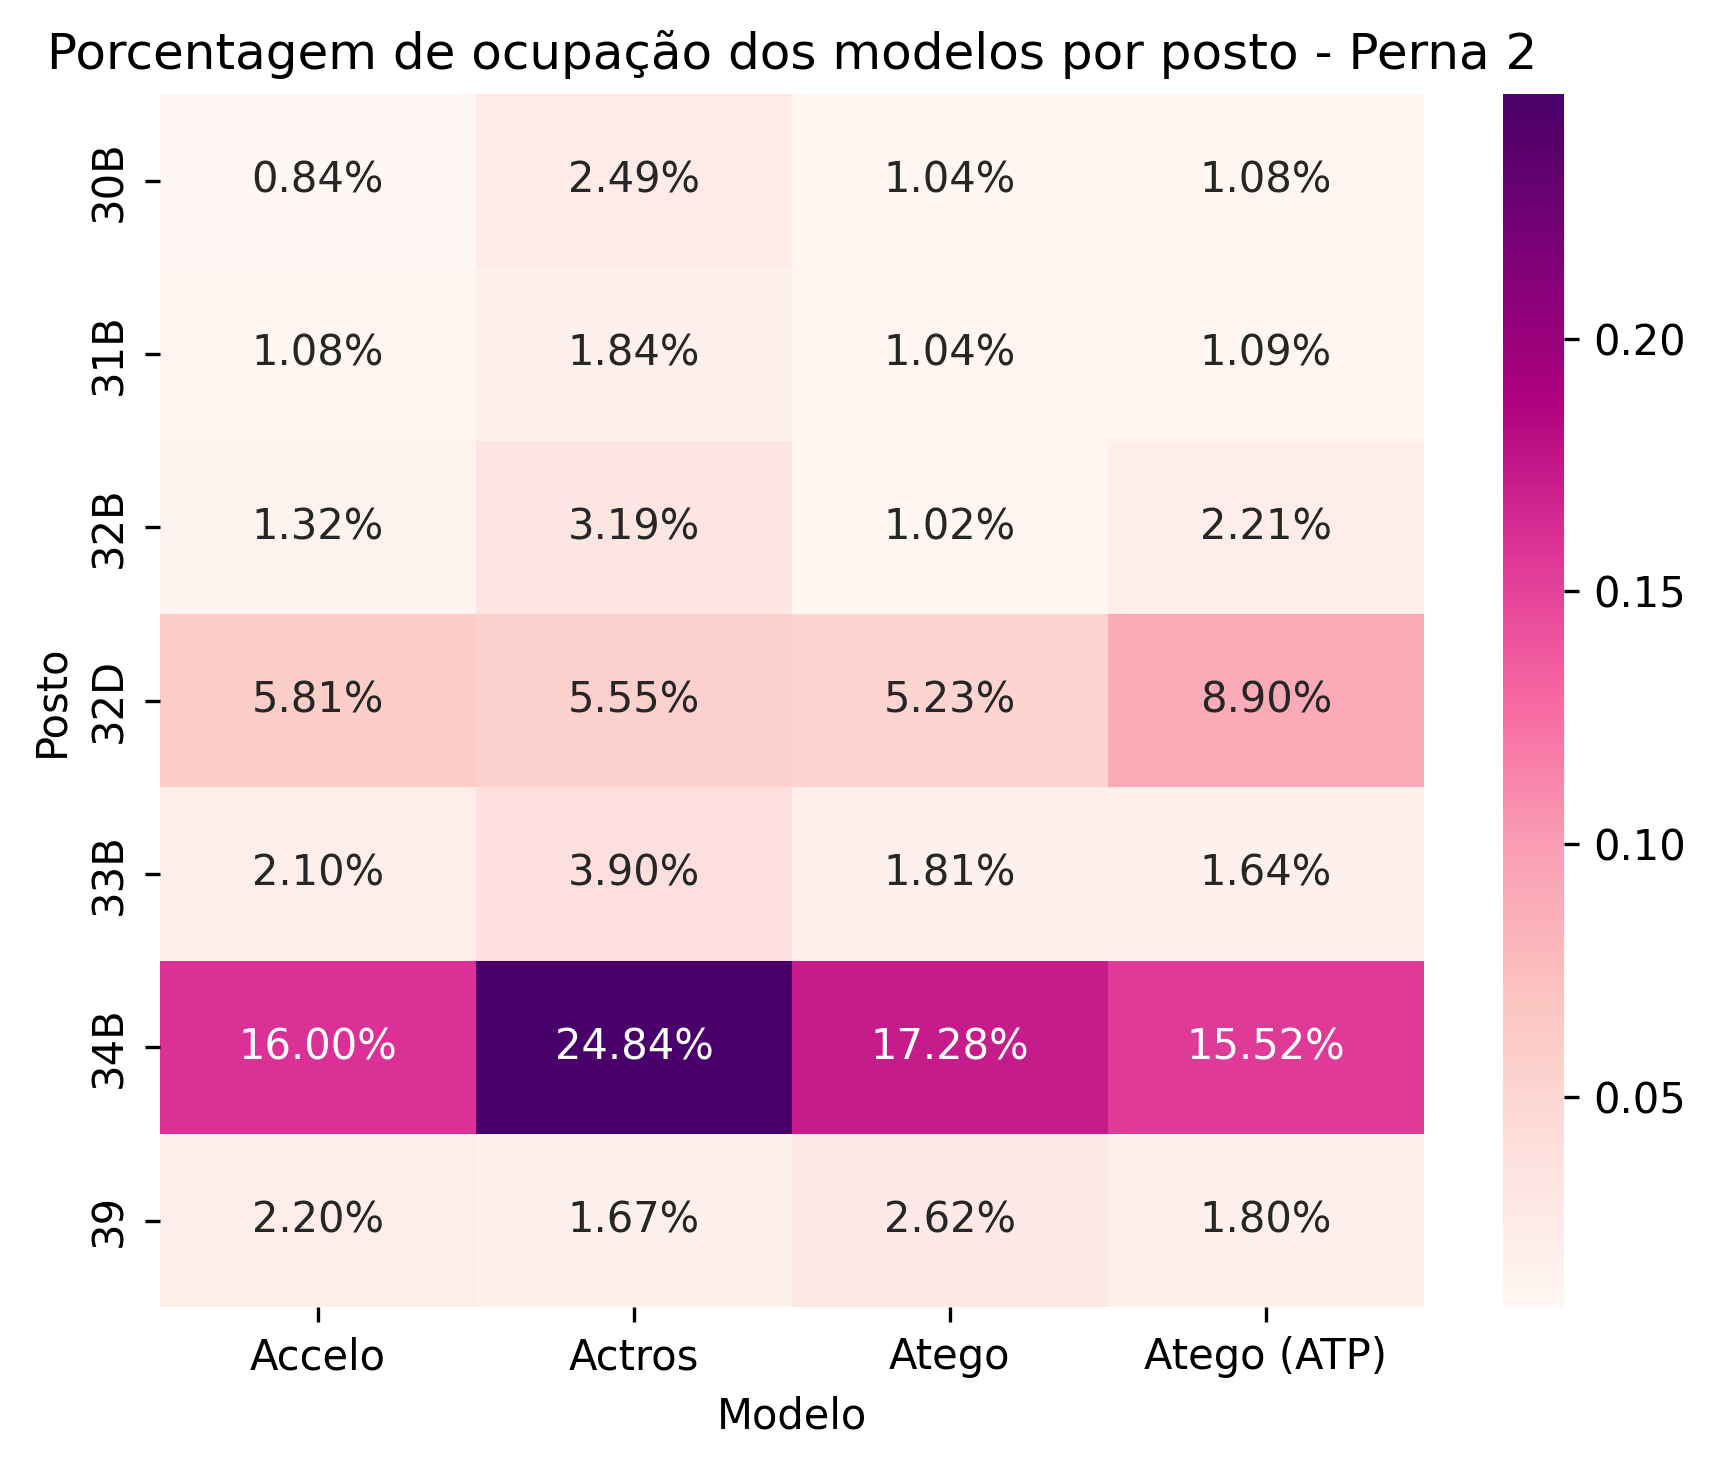 Porcentagem de ocupação dos modelos por posto - Perna 2
30B 0.84% 2.49% 1.04% 1.08%
31B 1.08% 1.84% 1.04% 1.09%
32B 1.32% 3.19% 1.02% 2.21%
32D 5.81% 5.55% 5.23% 8.90%
33B 2.10% 3.90% 1.81% 1.64%
34B 16.00% 24.84% 17.28% 15.52%
39 2.20% 1.67% 2.62% 1.80%
Posto
Accelo Actros Atego Atego (ATP)
Modelo
0.20
0.15
0.10
0.05